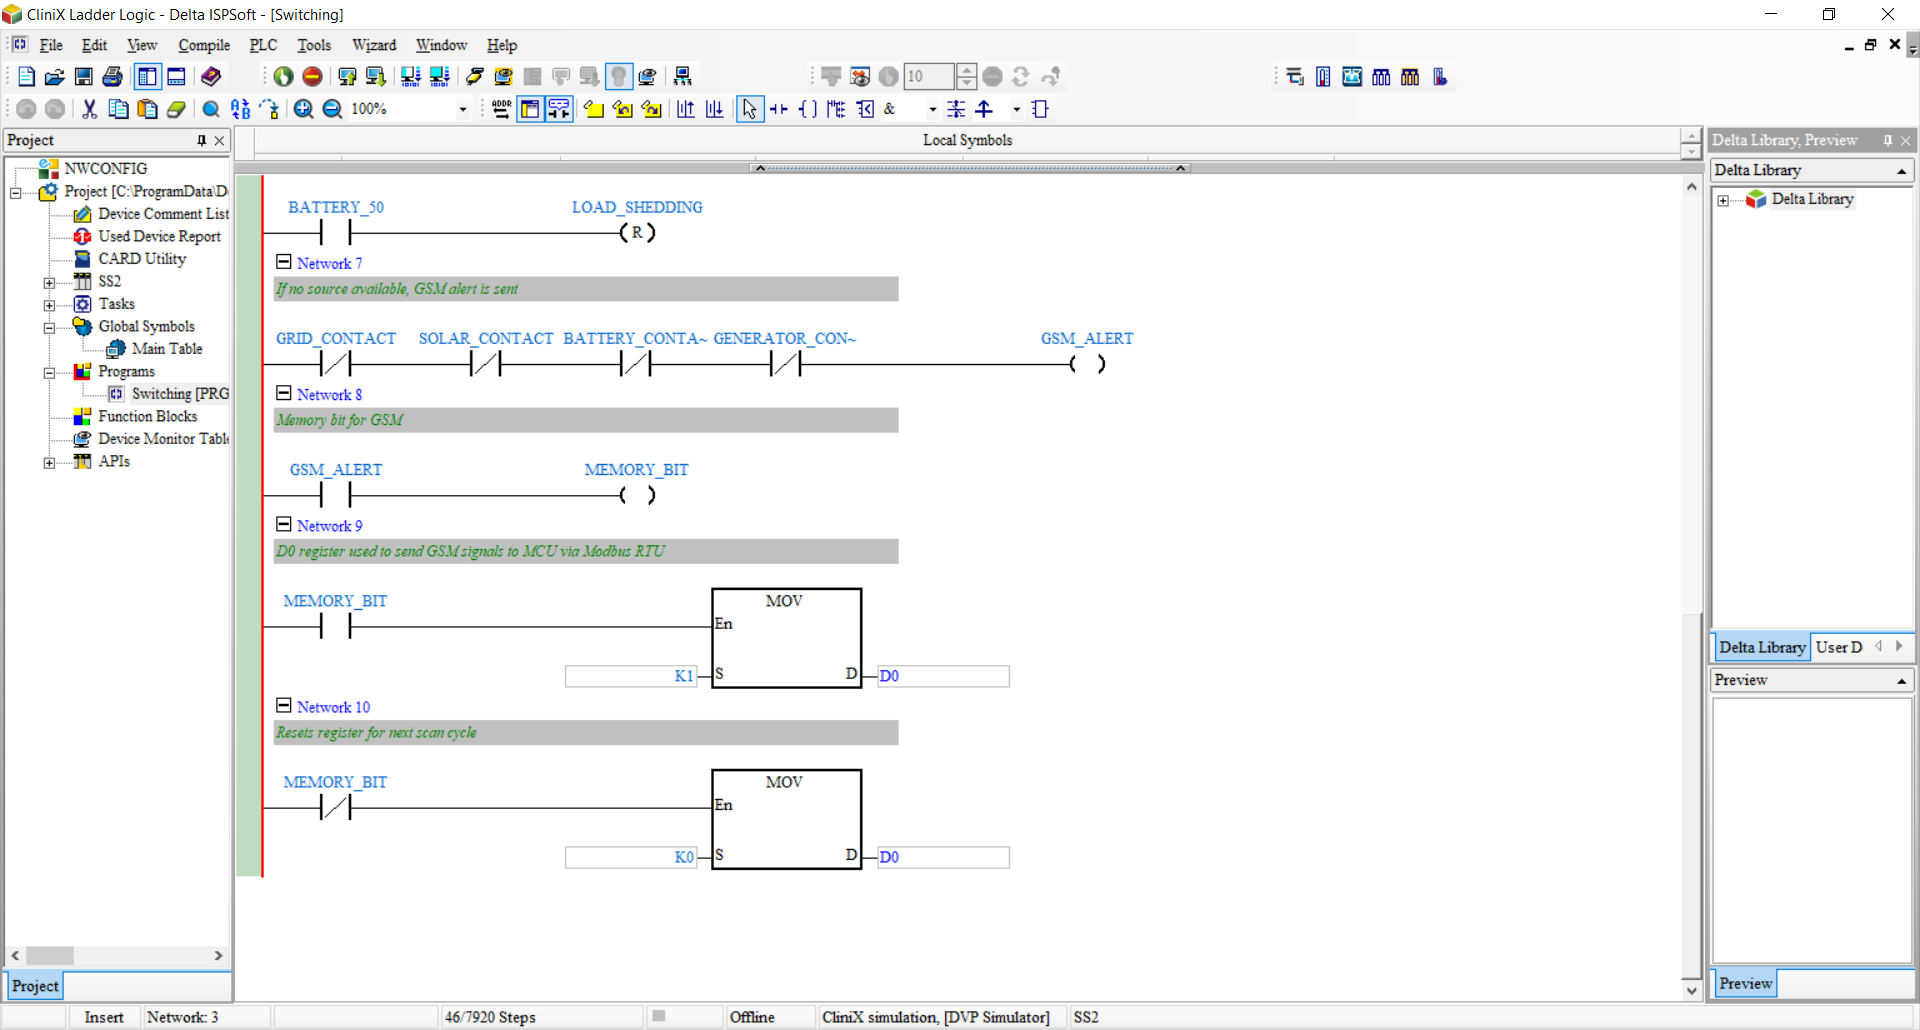 CliniX Ladder Logic - Delta ISPSoft - [Switching]
File Edit View Compile PLC Tools Wizard Window Help
10
100%
ADDR
&
Project
NWCONFIG
Project [C:\ProgramData\D
Device Comment List
Used Device Report
CARD Utility
SS2
Tasks
Global Symbols
Main Table
Programs
Switching [PRG
Function Blocks
Device Monitor Tabl
APIs
Project
Local Symbols
BATTERY_50 LOAD_SHEDDING
R
Network 7
If no source available, GSM alert is sent
GRID_CONTACT SOLAR_CONTACT BATTERY_CONTA~ GENERATOR_CON~ GSM_ALERT
Network 8
Memory bit for GSM
GSM_ALERT MEMORY_BIT
Network 9
D0 register used to send GSM signals to MCU via Modbus RTU
MEMORY_BIT MOV
En
K1 S D D0
Network 10
Resets register for next scan cycle
MEMORY_BIT MOV
En
K0 S D D0
Delta Library, Preview
Delta Library
Delta Library
Delta Library User D
Preview
Preview
Insert Network: 3 46/7920 Steps Offline CliniX simulation, [DVP Simulator] SS2